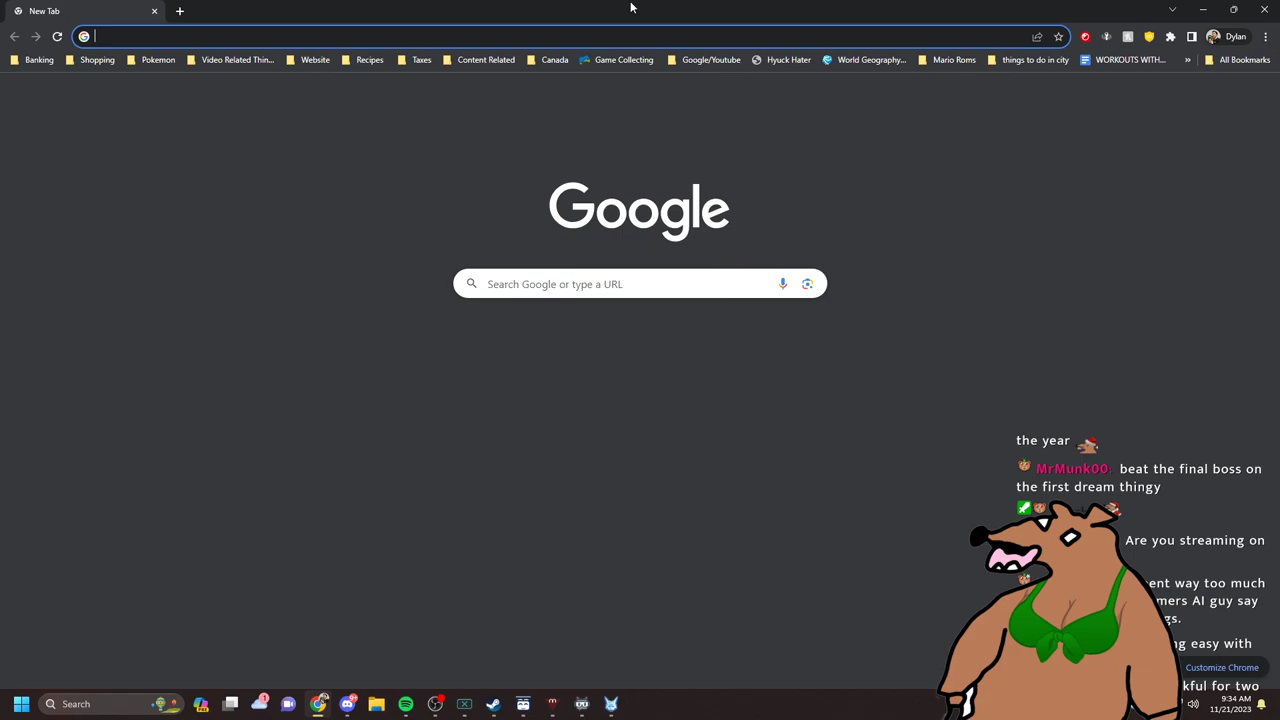 New Tab
Dylan
Banking Shopping Pokemon Video Related Thin... Website Recipes Taxes Content Related Canada Game Collecting Google/Youtube Hyuck Hater World Geography... Mario Roms things to do in city WORKOUTS WITH... » All Bookmarks
Google
Search Google or type a URL
the year
MrMunk00: beat the final boss on
the first dream thingy
Are you streaming on
ent way too much
mers AI guy say
gs.
ng easy with
Customize Chrome
kful for two
Search
9:34 AM
11/21/2023